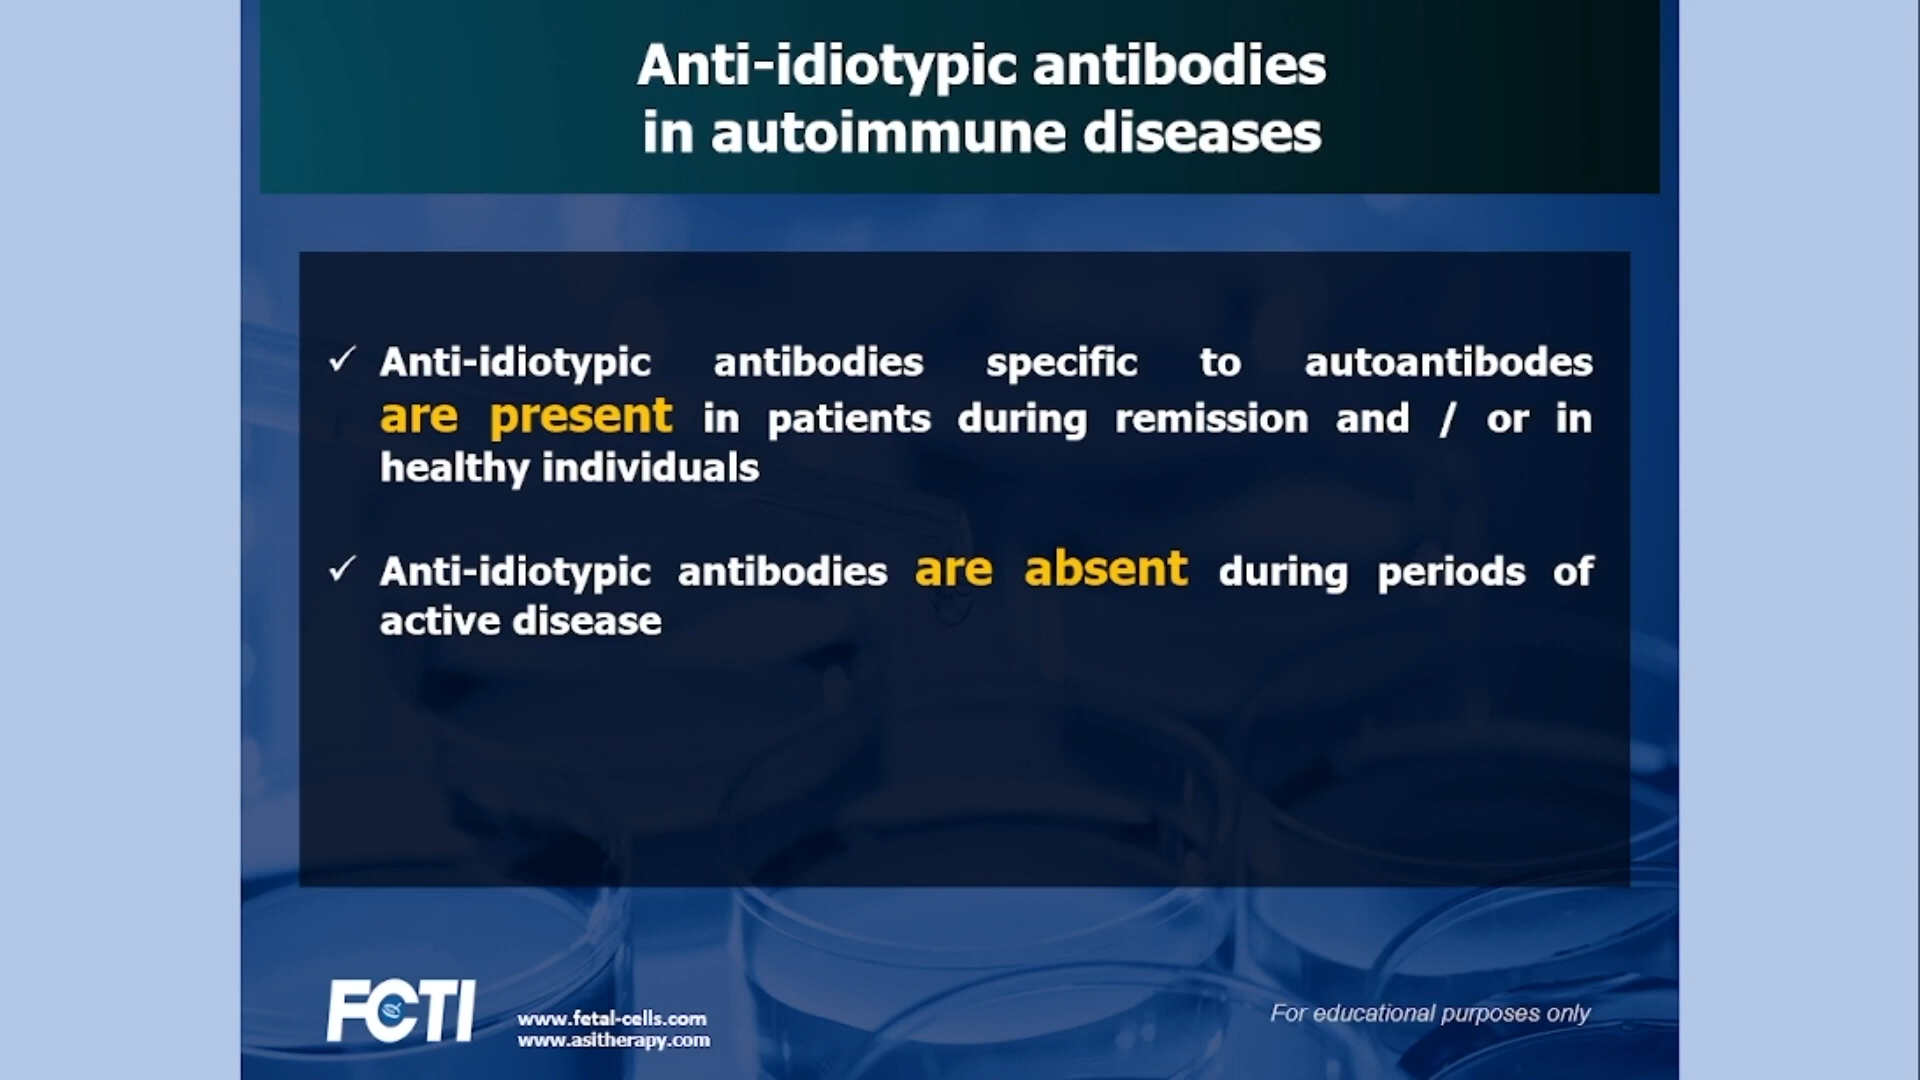 Anti-idiotypic antibodies
in autoimmune diseases
✓ Anti-idiotypic antibodies specific to autoantibodes
are present in patients during remission and / or in
healthy individuals
✓ Anti-idiotypic antibodies are absent during periods of
active disease
FCTI
www.fetal-cells.com
www.asitherapy.com
For educational purposes only